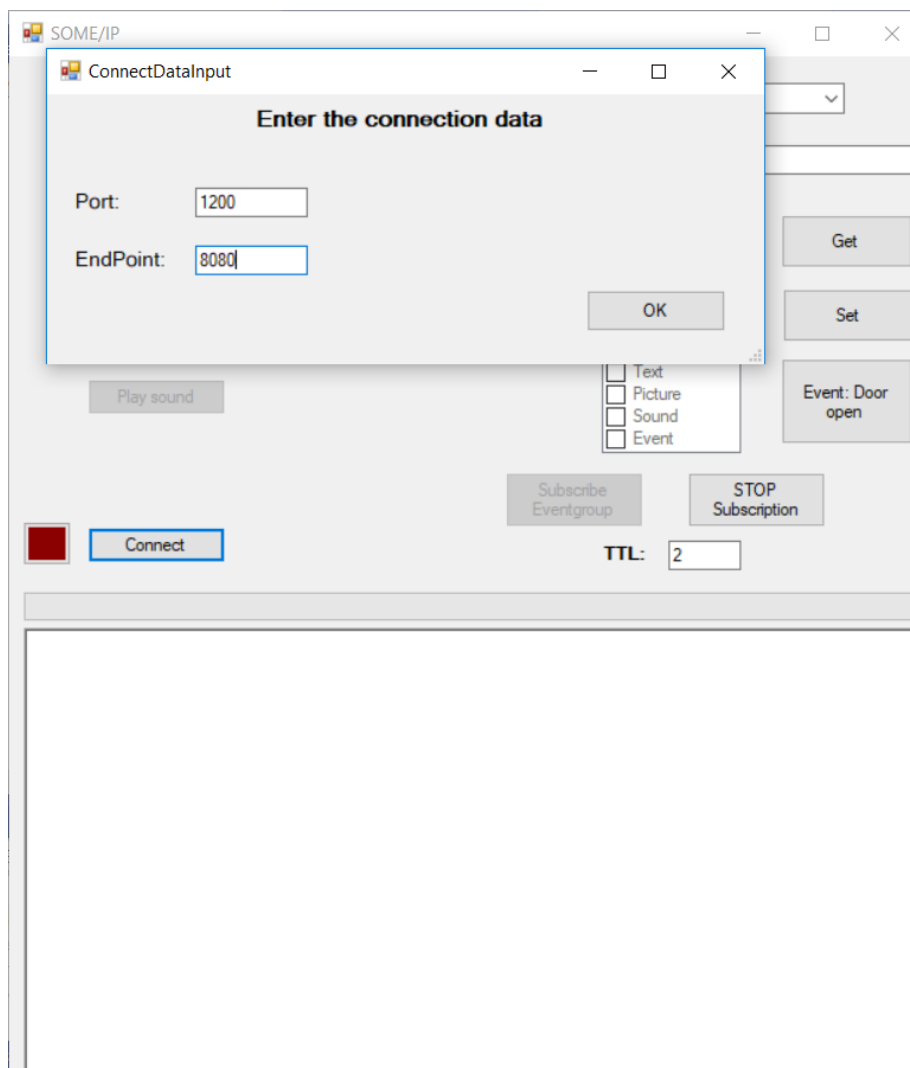 SOME/IP
ConnectDataInput
Enter the connection data
Port:
1200
EndPoint:
8080
OK
Get
Set
Event: Door
open
Play sound
Text
Picture
Sound
Event
Subscribe
Eventgroup
STOP
Subscription
Connect
TTL:
2